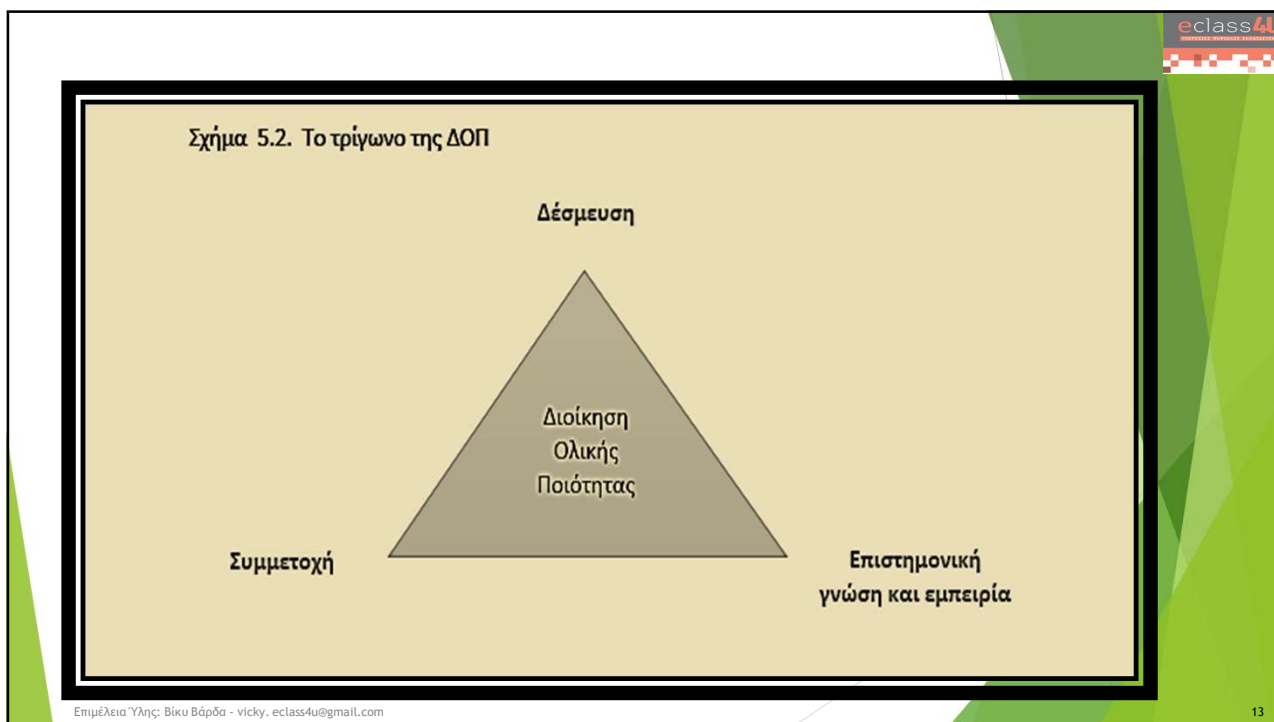 eclass4U
Σχήμα 5.2. Το τρίγωνο της ΔΟΠ
Δέσμευση
Διοίκηση
Ολικής
Ποιότητας
Συμμετοχή
Επιστημονική
γνώση και εμπειρία
Επιμέλεια Ύλης: Βίκυ Βάρδα - vicky. eclass4u@gmail.com
13